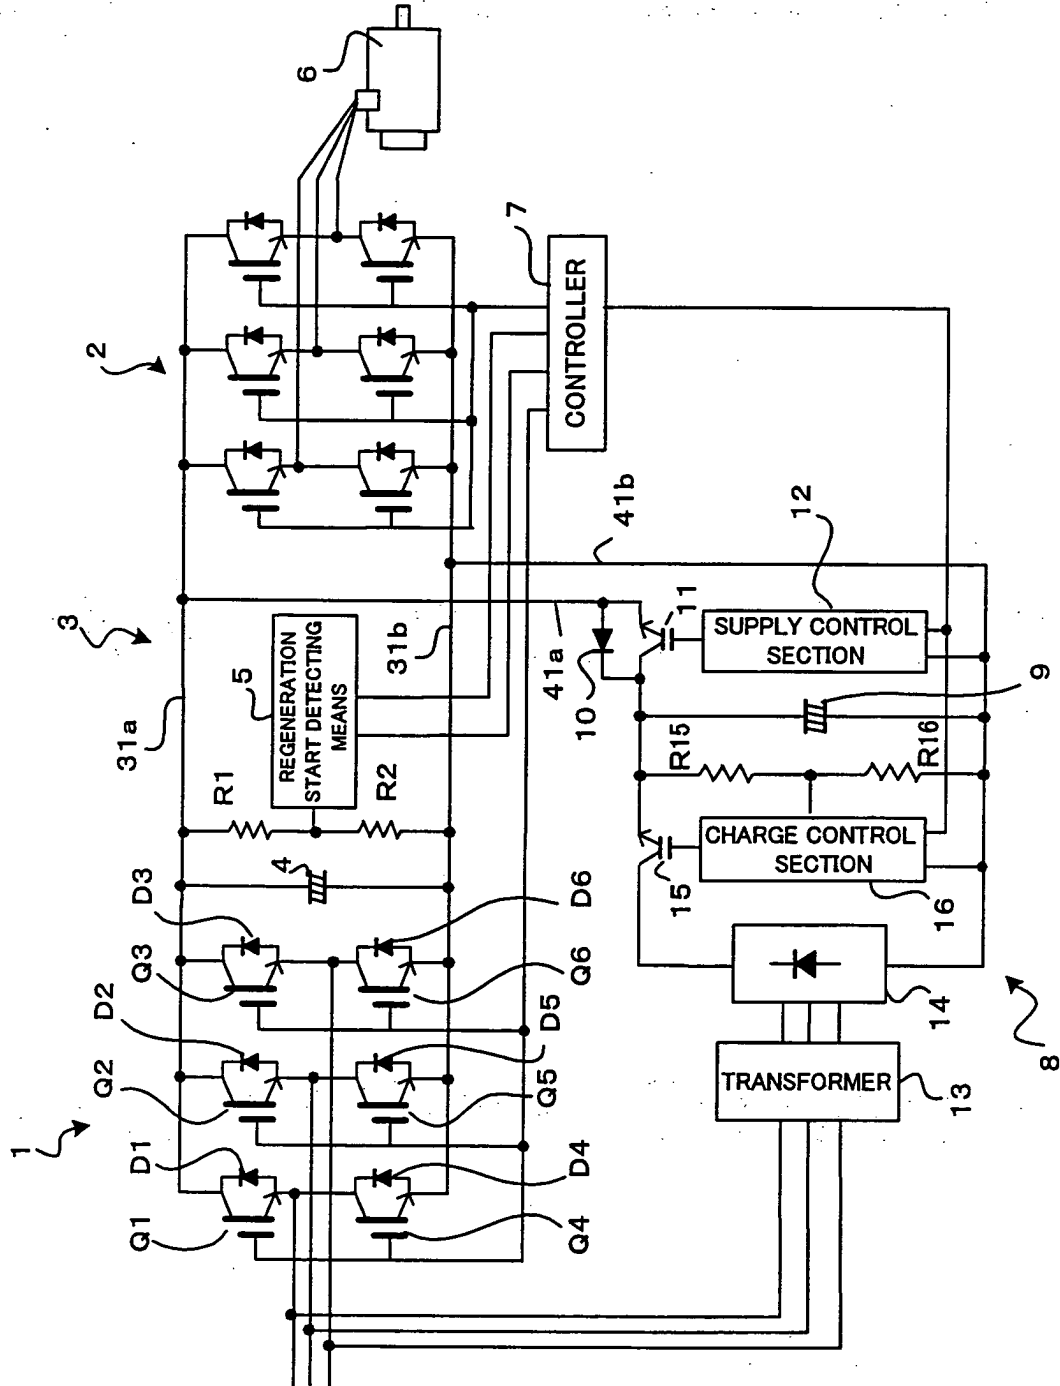 1
2
3
6
Q1
D1
Q2
D2
Q3
D3
4
R1
R2
31a
5
REGENERATION
START DETECTING
MEANS
31b
Q4
D4
Q5
D5
Q6
D6
7
CONTROLLER
41a
41b
10
11
12
SUPPLY CONTROL
SECTION
9
R15
R16
15
CHARGE CONTROL
SECTION
16
14
TRANSFORMER
13
8